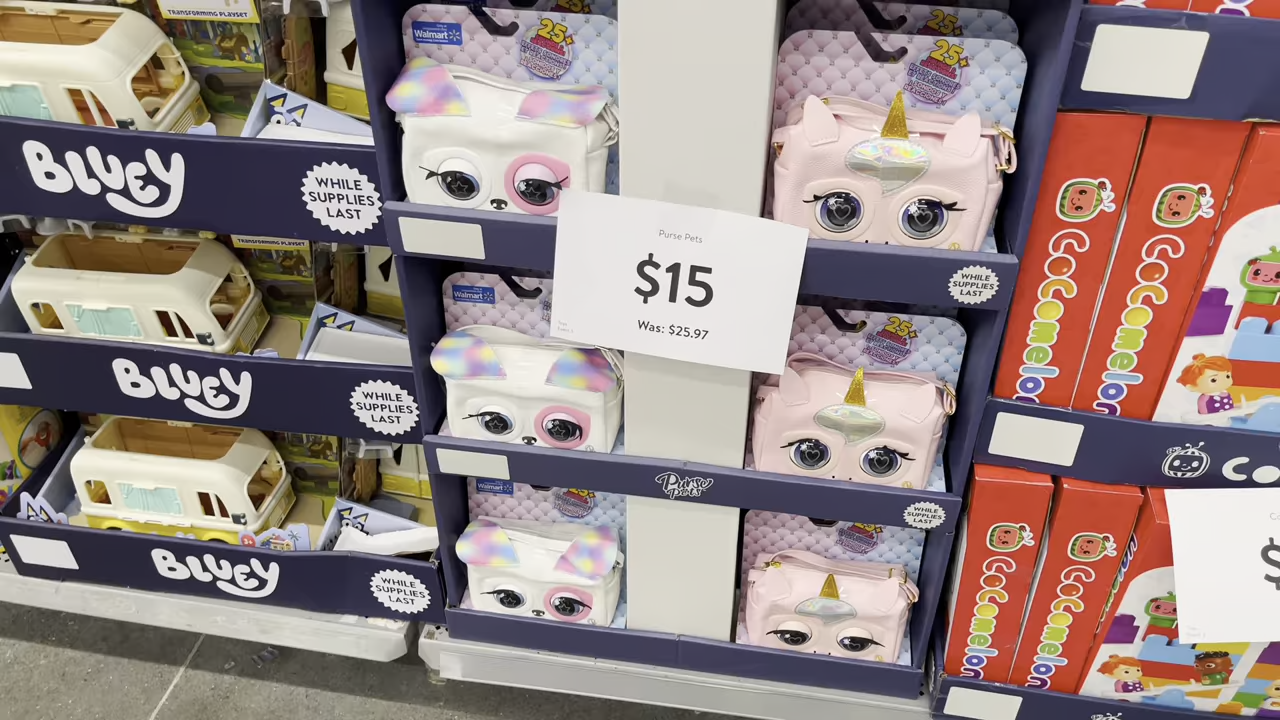 TRANSFORMING PLAYSET
BLUEY
WHILE
SUPPLIES
LAST
TRANSFORMING PLAYSET
BLUEY
WHILE
SUPPLIES
LAST
BLUEY
WHILE
SUPPLIES
LAST
Walmart
25+
25+
Purse Pets
$15
Was: $25.97
WHILE
SUPPLIES
LAST
Walmart
25+
Purse
Pets
WHILE
SUPPLIES
LAST
Walmart
CoComelon
CoComelon
Co
CoComelon
CoComelon
$